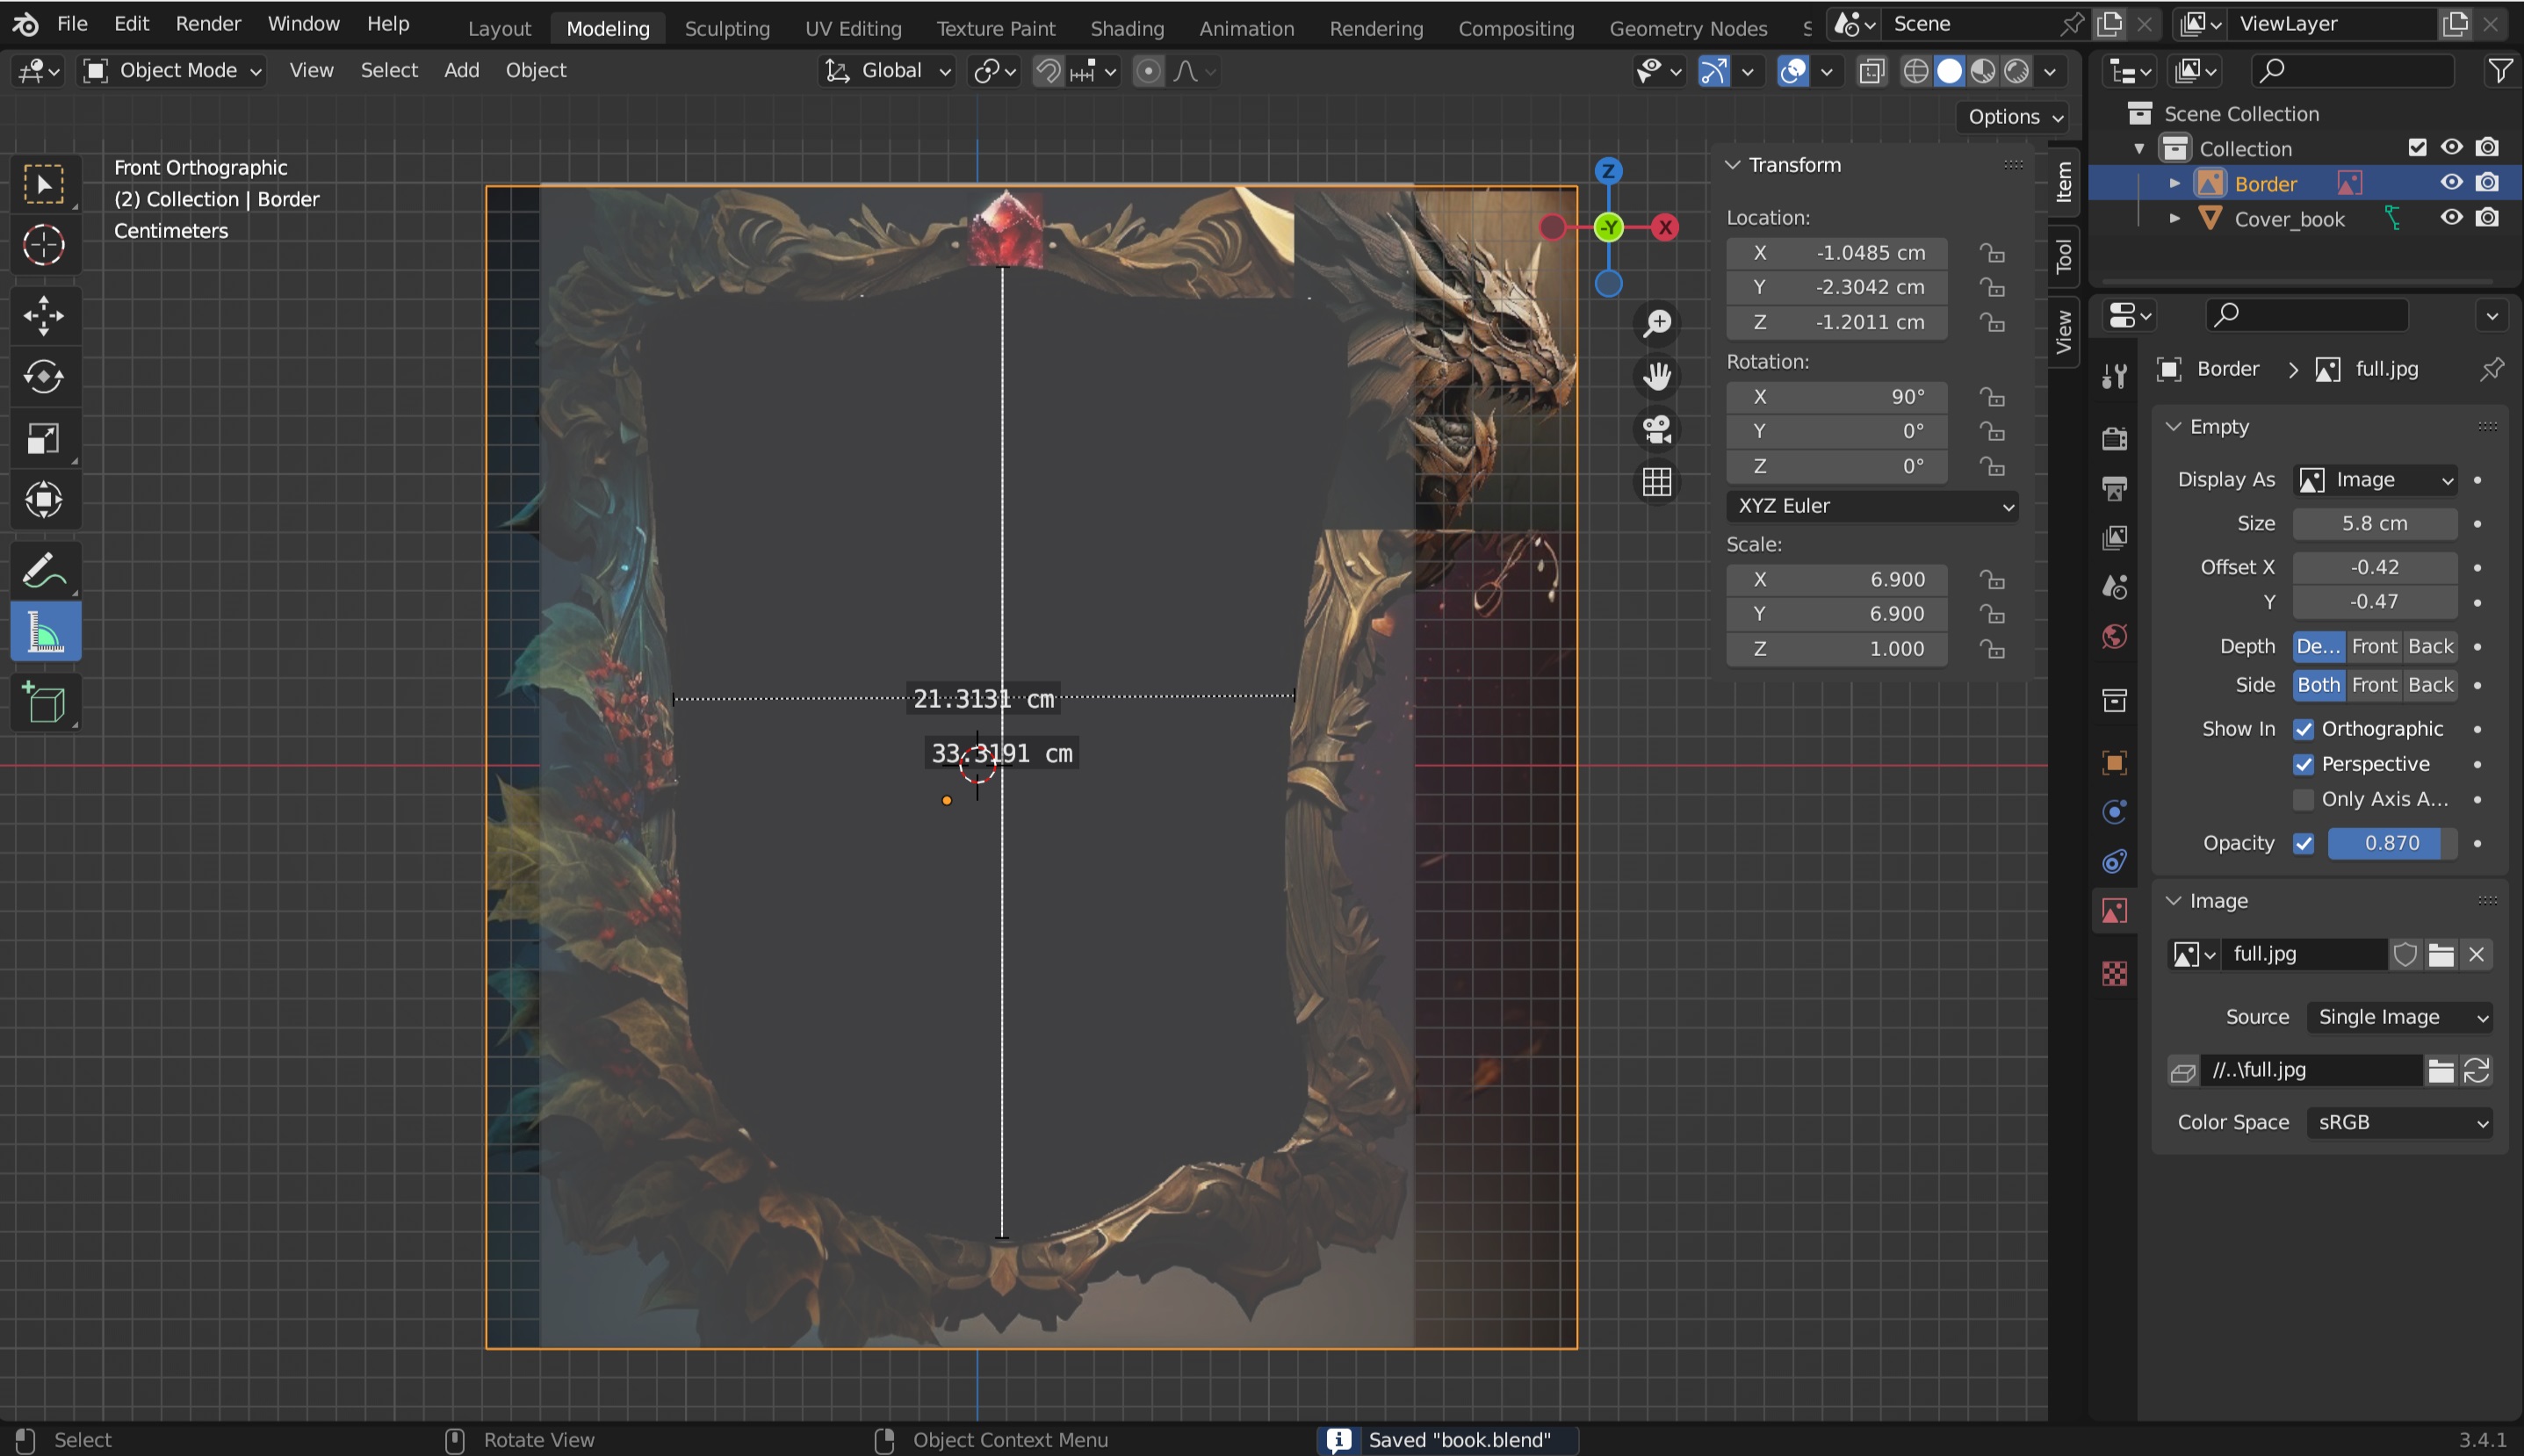 File Edit Render Window Help Layout Modeling Sculpting UV Editing Texture Paint Shading Animation Rendering Compositing Geometry Nodes S Scene ViewLayer
Object Mode View Select Add Object Global
Options
Front Orthographic
(2) Collection | Border
Centimeters
21.3131 cm
33.3191 cm
Z
-Y
X
Transform
Location:
X -1.0485 cm
Y -2.3042 cm
Z -1.2011 cm
Rotation:
X 90°
Y 0°
Z 0°
XYZ Euler
Scale:
X 6.900
Y 6.900
Z 1.000
Item
Tool
View
Scene Collection
Collection
Border
Cover_book
Border > full.jpg
Empty
Display As Image
Size 5.8 cm
Offset X -0.42
Y -0.47
Depth De... Front Back
Side Both Front Back
Show In Orthographic
Perspective
Only Axis A...
Opacity 0.870
Image
full.jpg
Source Single Image
//..\full.jpg
Color Space sRGB
Select Rotate View Object Context Menu Saved "book.blend" 3.4.1